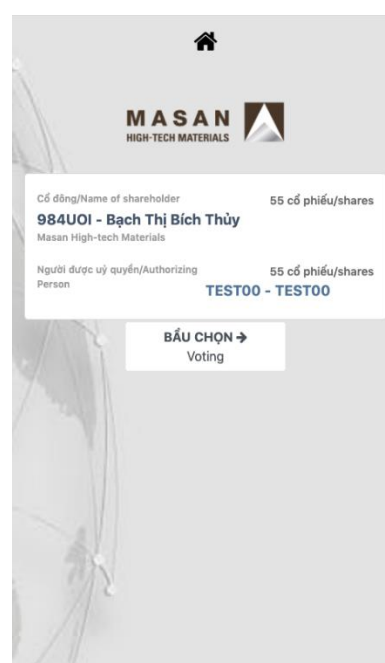 MASAN
HIGH-TECH MATERIALS
Cổ đông/Name of shareholder
55 cổ phiếu/shares
984UOI - Bạch Thị Bích Thủy
Masan High-tech Materials
Người được uỷ quyền/Authorizing
Person
55 cổ phiếu/shares
TEST00 - TEST00
BẦU CHỌN →
Voting